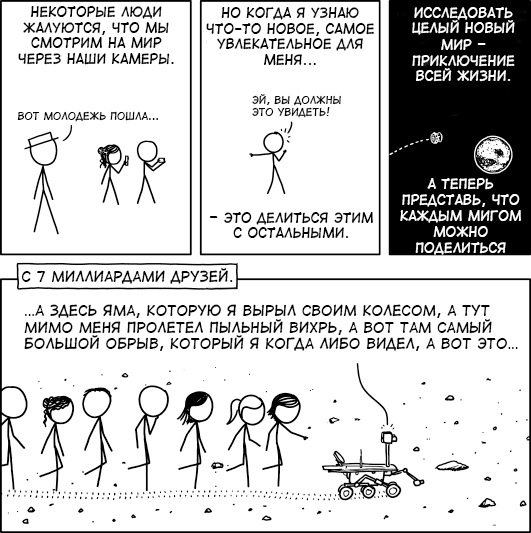 НЕКОТОРЫЕ ЛЮДИ
ЖАЛУЮТСЯ, ЧТО МЫ
СМОТРИМ НА МИР
ЧЕРЕЗ НАШИ КАМЕРЫ.
ВОТ МОЛОДЕЖЬ ПОШЛА...
НО КОГДА Я УЗНАЮ
ЧТО-ТО НОВОЕ, САМОЕ
УВЛЕКАТЕЛЬНОЕ ДЛЯ
МЕНЯ...
ЭЙ, ВЫ ДОЛЖНЫ
ЭТО УВИДЕТЬ!
- ЭТО ДЕЛИТЬСЯ ЭТИМ
С ОСТАЛЬНЫМИ.
ИССЛЕДОВАТЬ
ЦЕЛЫЙ НОВЫЙ
МИР -
ПРИКЛЮЧЕНИЕ
ВСЕЙ ЖИЗНИ.
А ТЕПЕРЬ
ПРЕДСТАВЬ, ЧТО
КАЖДЫМ МИГОМ
МОЖНО
ПОДЕЛИТЬСЯ
С 7 МИЛЛИАРДАМИ ДРУЗЕЙ.
...А ЗДЕСЬ ЯМА, КОТОРУЮ Я ВЫРЫЛ СВОИМ КОЛЕСОМ, А ТУТ
МИМО МЕНЯ ПРОЛЕТЕЛ ПЫЛЬНЫЙ ВИХРЬ, А ВОТ ТАМ САМЫЙ
БОЛЬШОЙ ОБРЫВ, КОТОРЫЙ Я КОГДА ЛИБО ВИДЕЛ, А ВОТ ЭТО...